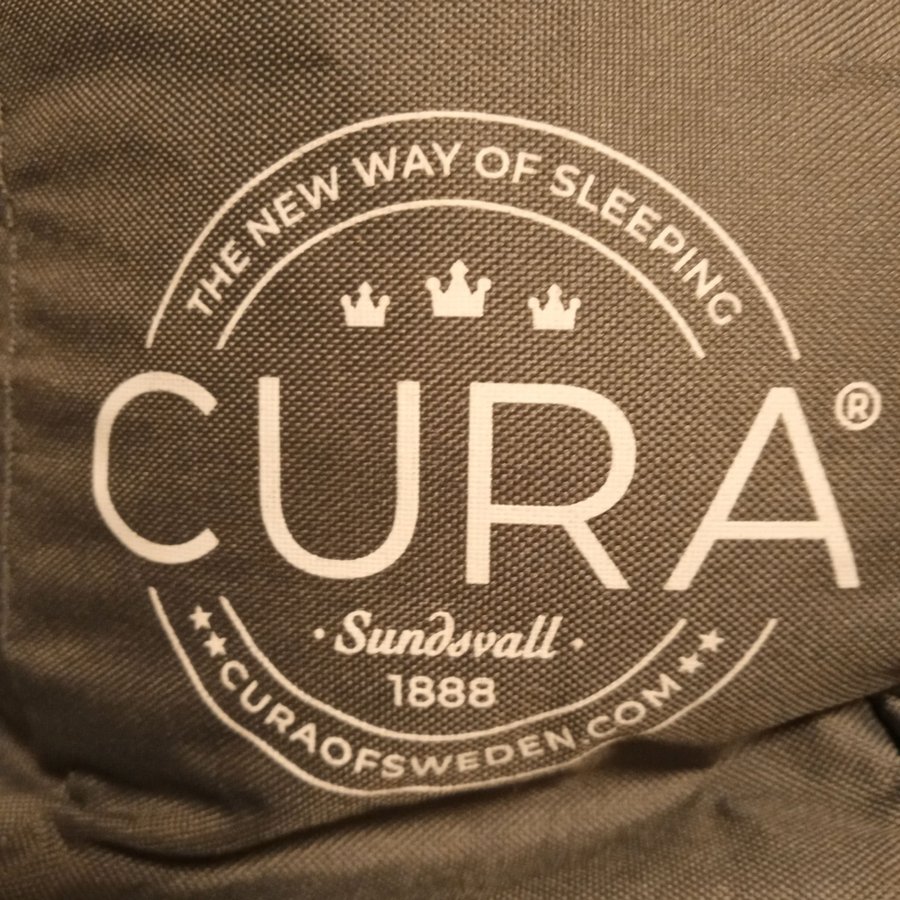 THE NEW WAY OF SLEEPING
CURA®
· Sundsvall ·
1888
★★CURAOFSWEDEN.COM★★